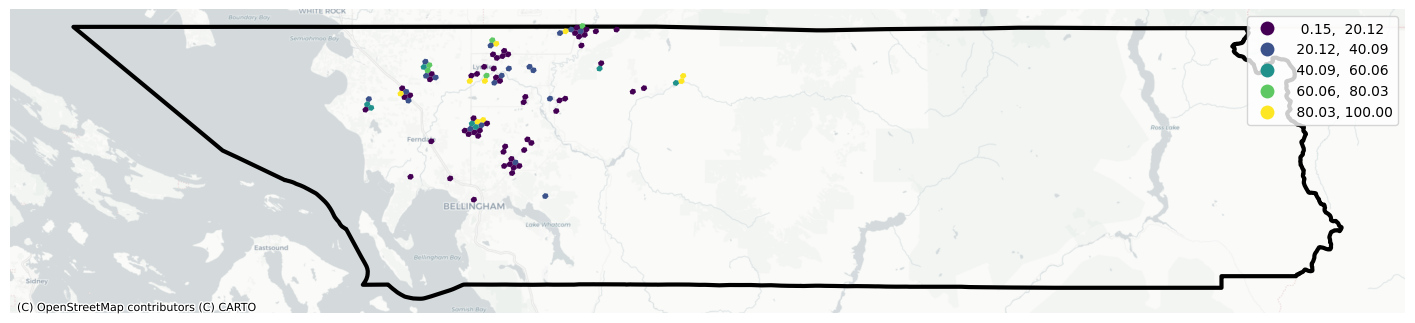 Boundary Bay
WHITE ROCK
Semiahmoo Bay
0.15, 20.12
20.12, 40.09
40.09, 60.06
60.06, 80.03
80.03, 100.00
Ross Lake
Ferndale
BELLINGHAM
Lake Whatcom
Eastsound
Bellingham Bay
Sidney
Samish Bay
(C) OpenStreetMap contributors (C) CARTO